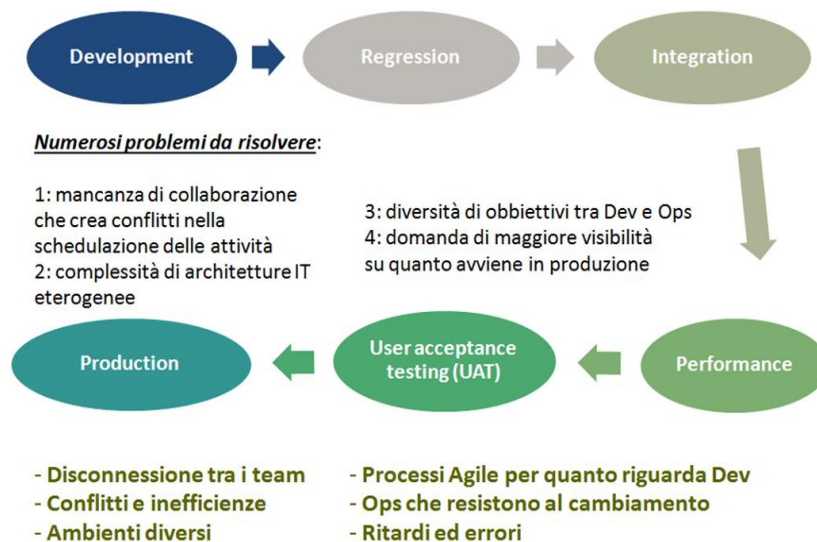 Development
Regression
Integration
Numerosi problemi da risolvere:
1: mancanza di collaborazione
che crea conflitti nella
schedulazione delle attività
2: complessità di architetture IT
eterogenee
3: diversità di obbiettivi tra Dev e Ops
4: domanda di maggiore visibilità
su quanto avviene in produzione
Production
User acceptance
testing (UAT)
Performance
- Disconnessione tra i team
- Conflitti e inefficienze
- Ambienti diversi
- Processi Agile per quanto riguarda Dev
- Ops che resistono al cambiamento
- Ritardi ed errori